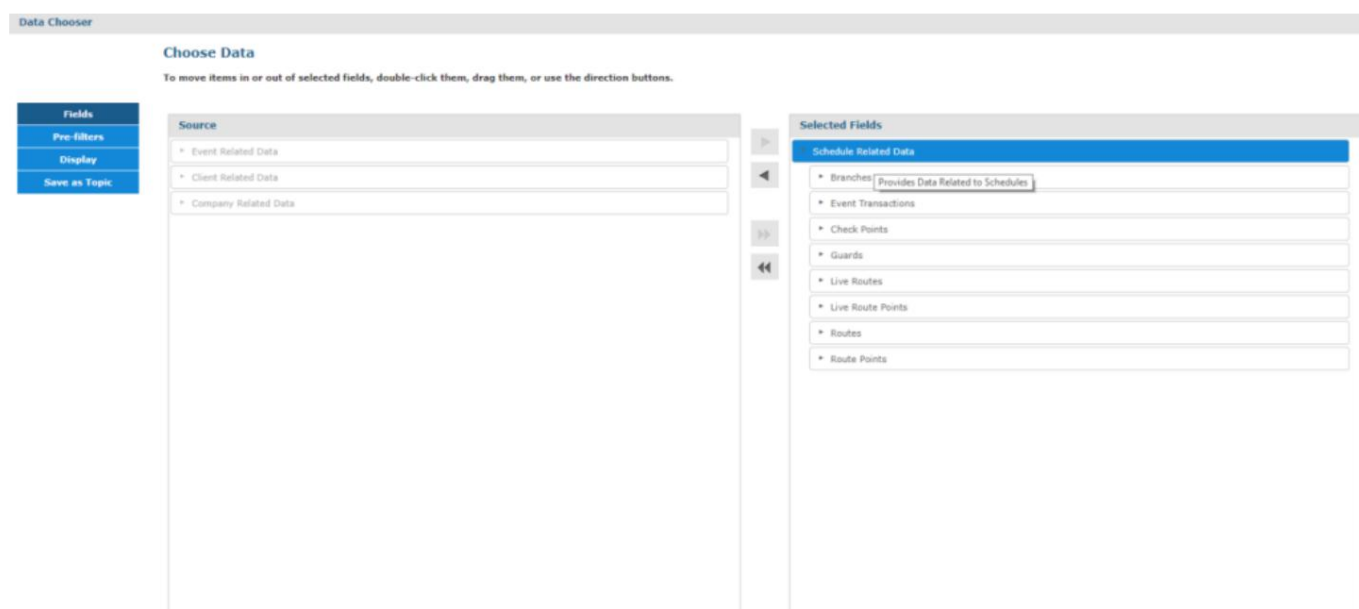 Data Chooser
Choose Data
To move items in or out of selected fields, double-click them, drag them, or use the direction buttons.
Fields
Pre-filters
Display
Save as Topic
Source
Event Related Data
Client Related Data
Company Related Data
Selected Fields
Schedule Related Data
Branches
Provides Data Related to Schedules
Event Transactions
Check Points
Guards
Live Routes
Live Route Points
Routes
Route Points